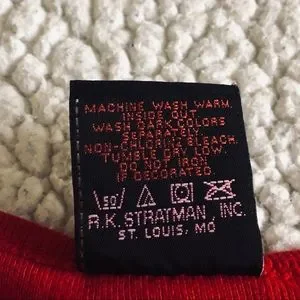 MACHINE WASH WARM,
INSIDE OUT
WASH DARK COLORS
SEPARATELY.
NON-CHLORINE BLEACH.
TUMBLE DRY LOW
DO NOT IRON
IF DECORATED.
50
R.K. STRATMAN, INC.
ST. LOUIS, MO